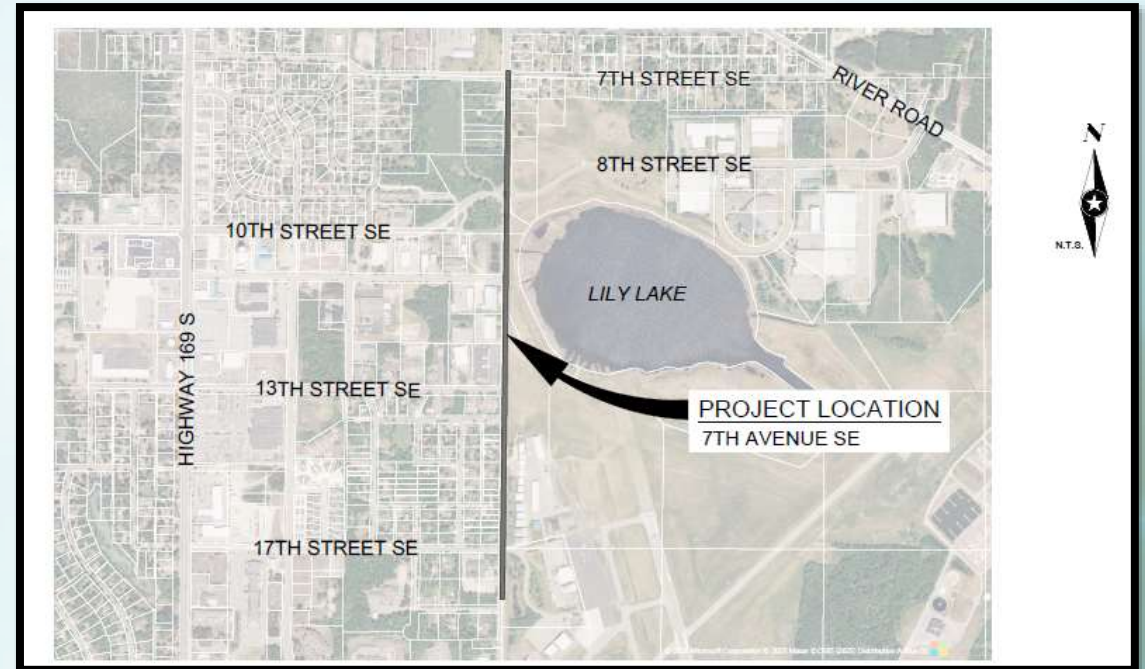 7TH STREET SE
RIVER ROAD
N
8TH STREET SE
N.T.S.
10TH STREET SE
LILY LAKE
HIGHWAY 169 S
13TH STREET SE
PROJECT LOCATION
7TH AVENUE SE
17TH STREET SE